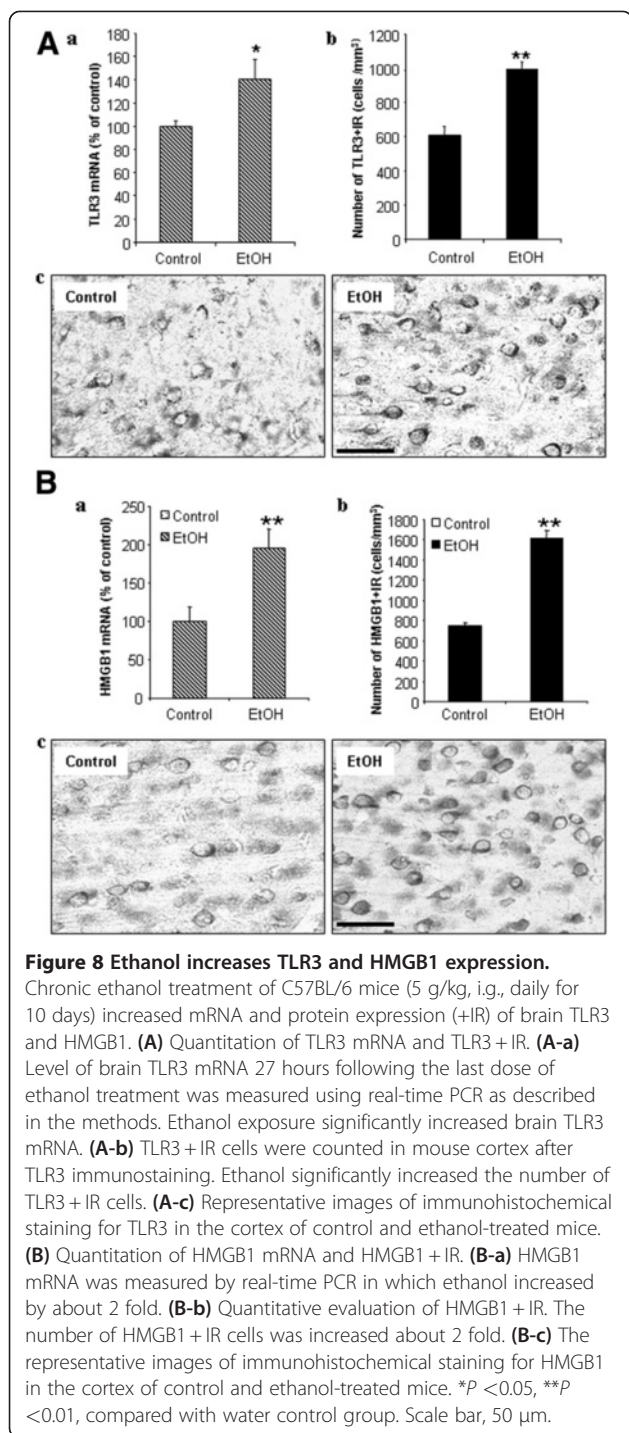 A
a
b
TLR3 mRNA (% of control)
160
140
120
100
80
60
40
20
0
*
Control
EtOH
Number of TLR3+IR (cells /mm³)
1200
1000
800
600
400
200
0
**
Control
EtOH
c
Control
EtOH
B
a
b
HMGB1 mRNA (% of control)
250
200
150
100
50
0
Control
EtOH
**
Control
EtOH
Number of HMGB1+IR (cells/mm³)
1800
1600
1400
1200
1000
800
600
400
200
0
Control
EtOH
**
Control
EtOH
c
Control
EtOH
Figure 8 Ethanol increases TLR3 and HMGB1 expression.
Chronic ethanol treatment of C57BL/6 mice (5 g/kg, i.g., daily for
10 days) increased mRNA and protein expression (+IR) of brain TLR3
and HMGB1. (A) Quantitation of TLR3 mRNA and TLR3 + IR. (A-a)
Level of brain TLR3 mRNA 27 hours following the last dose of
ethanol treatment was measured using real-time PCR as described
in the methods. Ethanol exposure significantly increased brain TLR3
mRNA. (A-b) TLR3 + IR cells were counted in mouse cortex after
TLR3 immunostaining. Ethanol significantly increased the number of
TLR3 + IR cells. (A-c) Representative images of immunohistochemical
staining for TLR3 in the cortex of control and ethanol-treated mice.
(B) Quantitation of HMGB1 mRNA and HMGB1 + IR. (B-a) HMGB1
mRNA was measured by real-time PCR in which ethanol increased
by about 2 fold. (B-b) Quantitative evaluation of HMGB1 + IR. The
number of HMGB1 + IR cells was increased about 2 fold. (B-c) The
representative images of immunohistochemical staining for HMGB1
in the cortex of control and ethanol-treated mice. *P <0.05, **P
<0.01, compared with water control group. Scale bar, 50 μm.